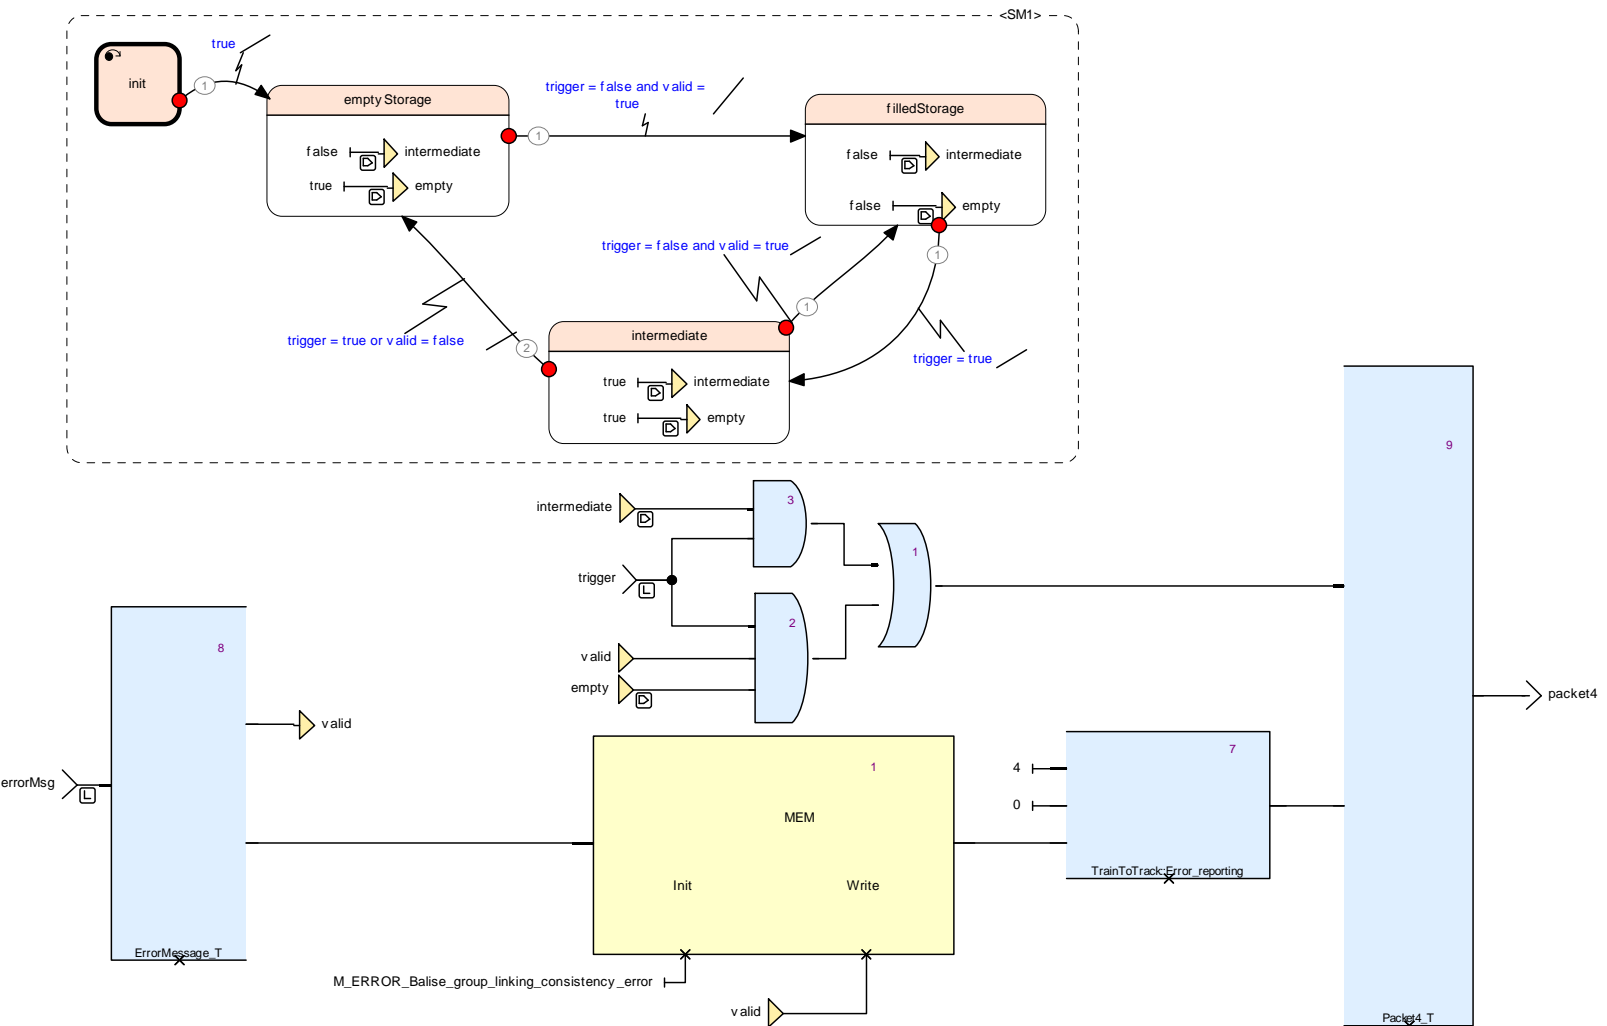 <SM1>
true
init
1
empty Storage
false
intermediate
true
empty
1
trigger = false and valid =
true
filledStorage
false
intermediate
false
empty
1
trigger = false and valid = true
1
trigger = true
trigger = true or valid = false
2
intermediate
true
intermediate
true
empty
9
intermediate
3
trigger
L
1
2
valid
empty
8
valid
errorMsg
L
ErrorMessage_T
1
MEM
Init
Write
M_ERROR_Balise_group_linking_consistency_error
valid
4
0
7
TrainToTrack::Error_reporting
packet4
Packet4_T